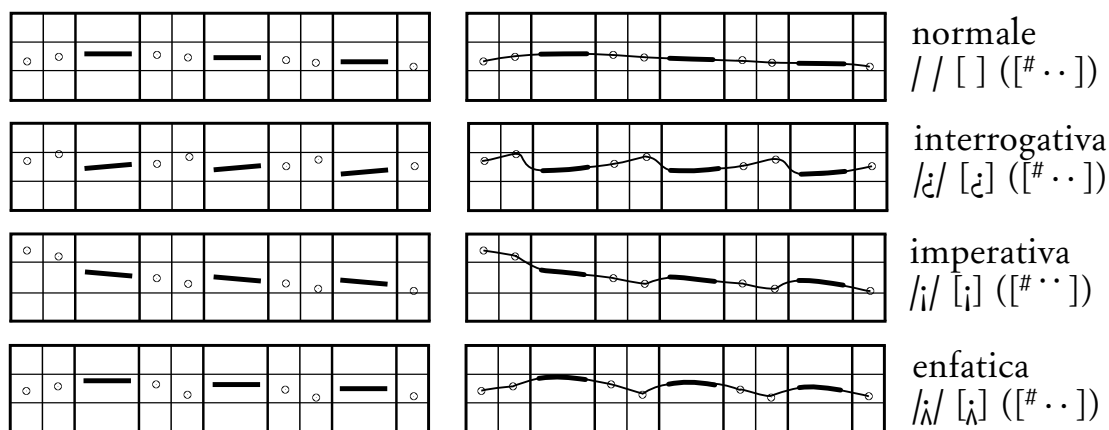 normale
/ / [ ] ([# · · ])
interrogativa
/¿/ [¿] ([# · · ])
imperativa
/¡/ [¡] ([# ˙ ˙ ])
enfatica